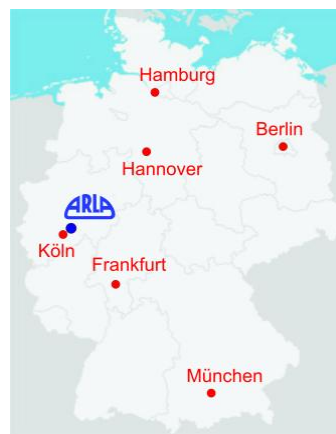 Hamburg
Berlin
Hannover
ARLA
Köln
Frankfurt
München